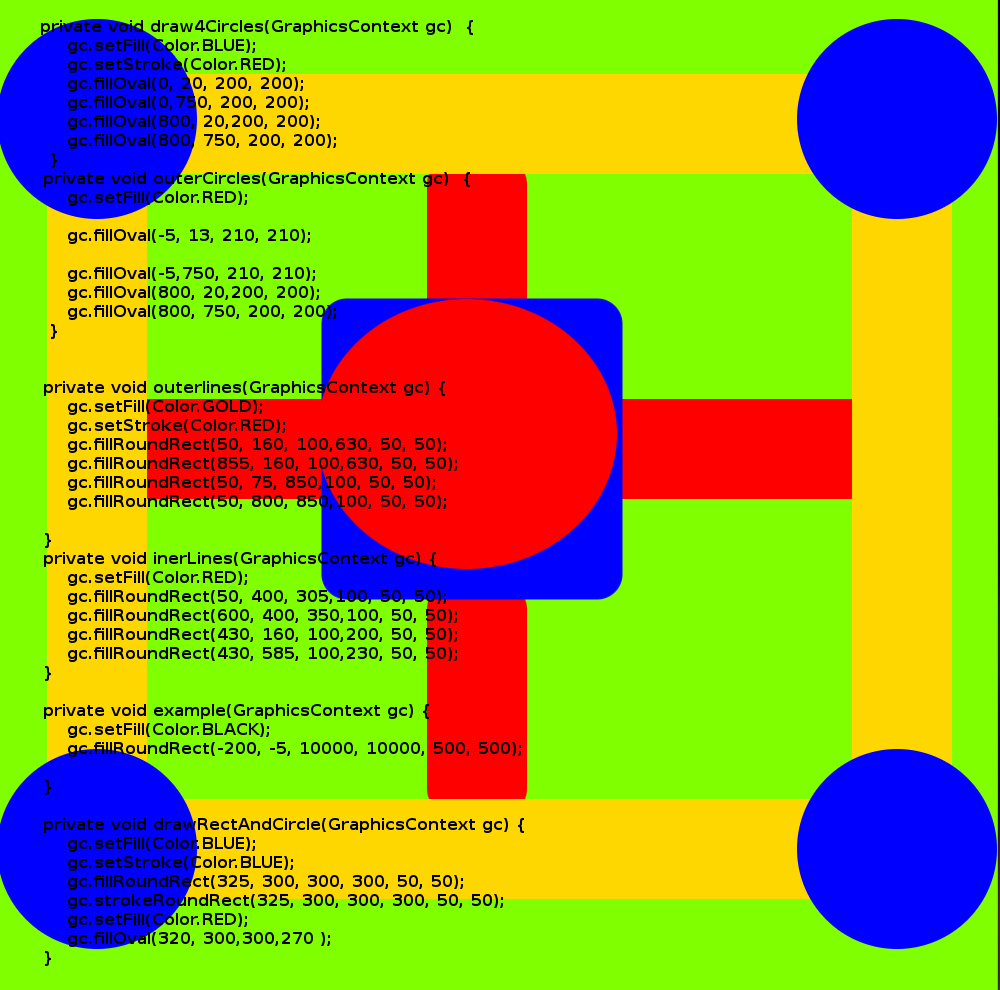 private void draw4Circles(GraphicsContext gc)  {
gc.setFill(Color.BLUE);
gc.setStroke(Color.RED);
gc.fillOval(0, 20, 200, 200);
gc.fillOval(0,750, 200, 200);
gc.fillOval(800, 20,200, 200);
gc.fillOval(800, 750, 200, 200);
}
private void outerCircles(GraphicsContext gc)  {
gc.setFill(Color.RED);
gc.fillOval(-5, 13, 210, 210);
gc.fillOval(-5,750, 210, 210);
gc.fillOval(800, 20,200, 200);
gc.fillOval(800, 750, 200, 200);
}
private void outerlines(GraphicsContext gc) {
gc.setFill(Color.GOLD);
gc.setStroke(Color.RED);
gc.fillRoundRect(50, 160, 100,630, 50, 50);
gc.fillRoundRect(855, 160, 100,630, 50, 50);
gc.fillRoundRect(50, 75, 850,100, 50, 50);
gc.fillRoundRect(50, 800, 850,100, 50, 50);
}
private void inerLines(GraphicsContext gc) {
gc.setFill(Color.RED);
gc.fillRoundRect(50, 400, 305,100, 50, 50);
gc.fillRoundRect(600, 400, 350,100, 50, 50);
gc.fillRoundRect(430, 160, 100,200, 50, 50);
gc.fillRoundRect(430, 585, 100,230, 50, 50);
}
private void example(GraphicsContext gc) {
gc.setFill(Color.BLACK);
gc.fillRoundRect(-200, -5, 10000, 10000, 500, 500);
}
private void drawRectAndCircle(GraphicsContext gc) {
gc.setFill(Color.BLUE);
gc.setStroke(Color.BLUE);
gc.fillRoundRect(325, 300, 300, 300, 50, 50);
gc.strokeRoundRect(325, 300, 300, 300, 50, 50);
gc.setFill(Color.RED);
gc.fillOval(320, 300,300,270 );
}